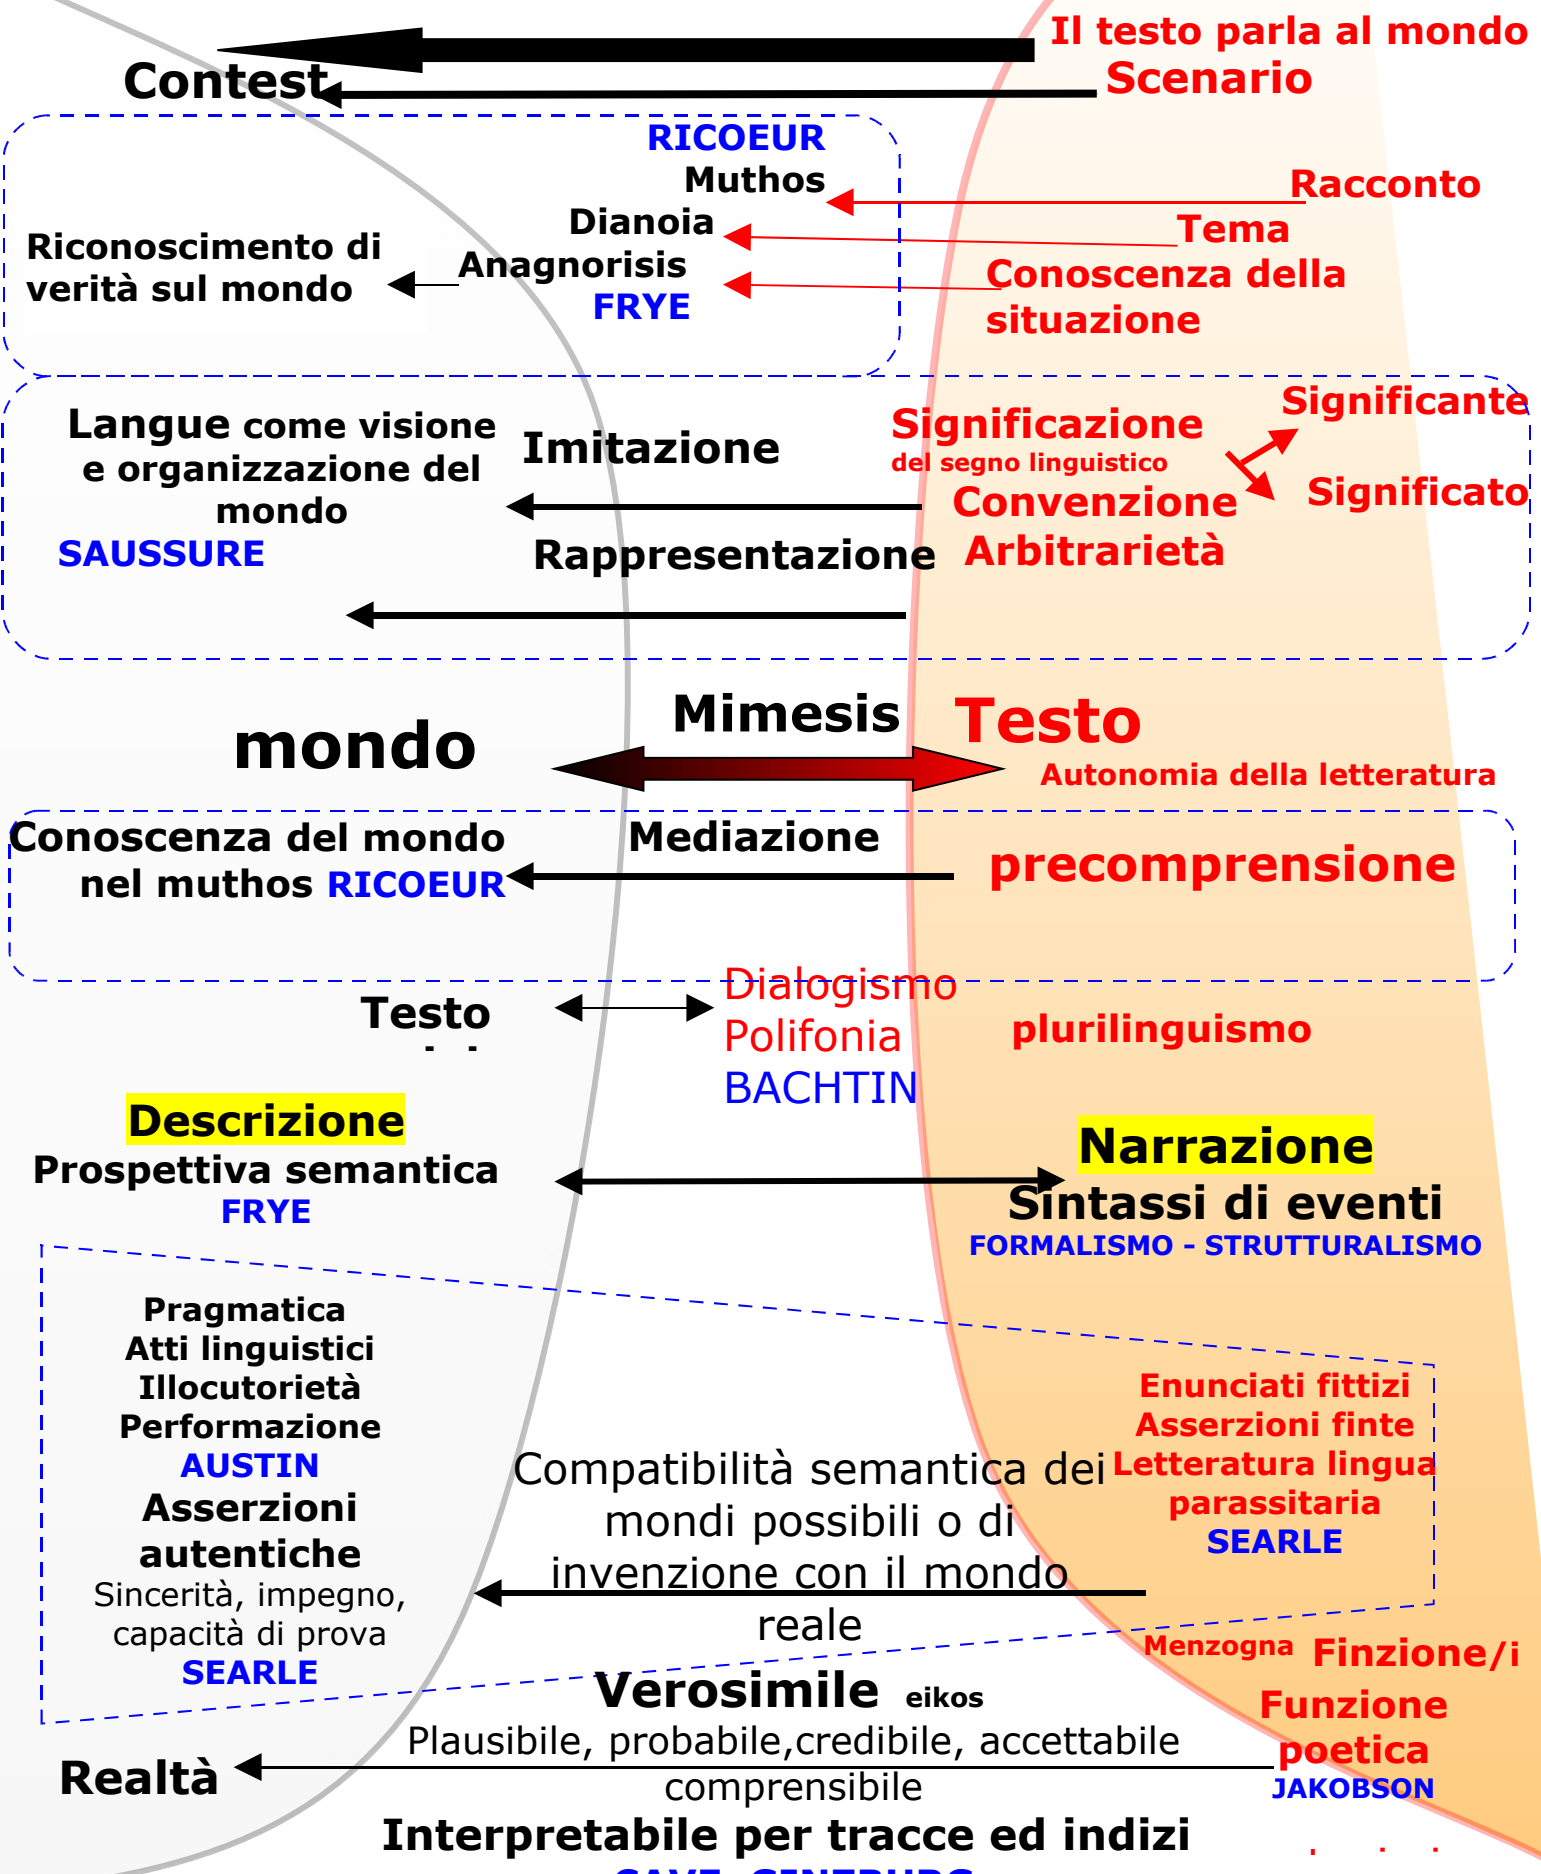 Il testo parla al mondo
Contest
Scenario
RICOEUR
Muthos
Racconto
Dianoia
Tema
Riconoscimento di
verità sul mondo
Anagnorisis
Conoscenza della
situazione
FRYE
Langue come visione
e organizzazione del
mondo
SAUSSURE
Imitazione
Rappresentazione
Significazione
del segno linguistico
Convenzione
Arbitrarietà
Significante
Significato
mondo
Mimesis
Testo
Autonomia della letteratura
Conoscenza del mondo
nel muthos RICOEUR
Mediazione
precomprensione
Testo
Dialogismo
Polifonia
BACHTIN
plurilinguismo
Descrizione
Prospettiva semantica
FRYE
Narrazione
Sintassi di eventi
FORMALISMO - STRUTTURALISMO
Pragmatica
Atti linguistici
Illocutorietà
Performazione
AUSTIN
Asserzioni
autentiche
Sincerità, impegno,
capacità di prova
SEARLE
Compatibilità semantica dei
mondi possibili o di
invenzione con il mondo
reale
Enunciati fittizi
Asserzioni finte
Letteratura lingua
parassitaria
SEARLE
Menzogna Finzione/i
Verosimile eikos
Plausibile, probabile,credibile, accettabile
comprensibile
Interpretabile per tracce ed indizi
Funzione
poetica
JAKOBSON
Realtà